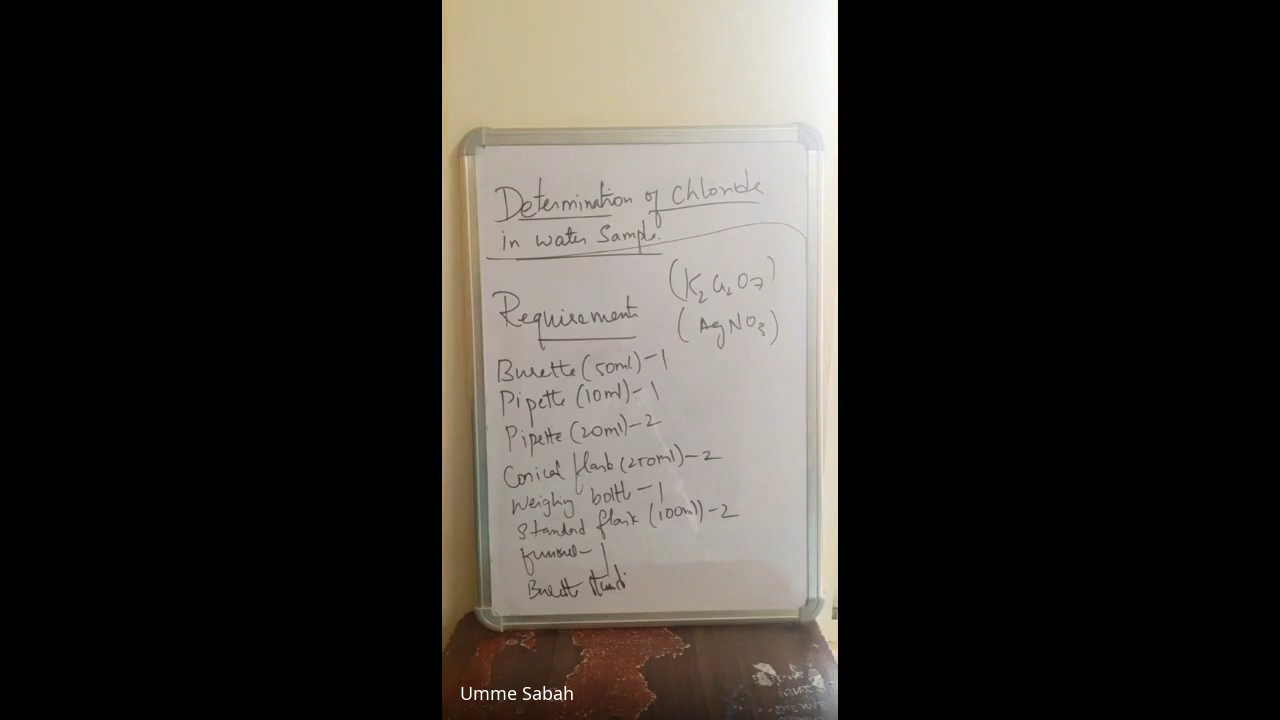 Determination of Chloride
in water Sample.
Requirements
(K2Cr2O7)
(AgNO3)
Burette (50ml)-1
Pipette (10ml)-1
Pipette (20ml)-2
Conical flask (250ml)-2
Weighing bottle-1
Standard flask (100ml)-2
funnel-1
Burette stand
Umme Sabah